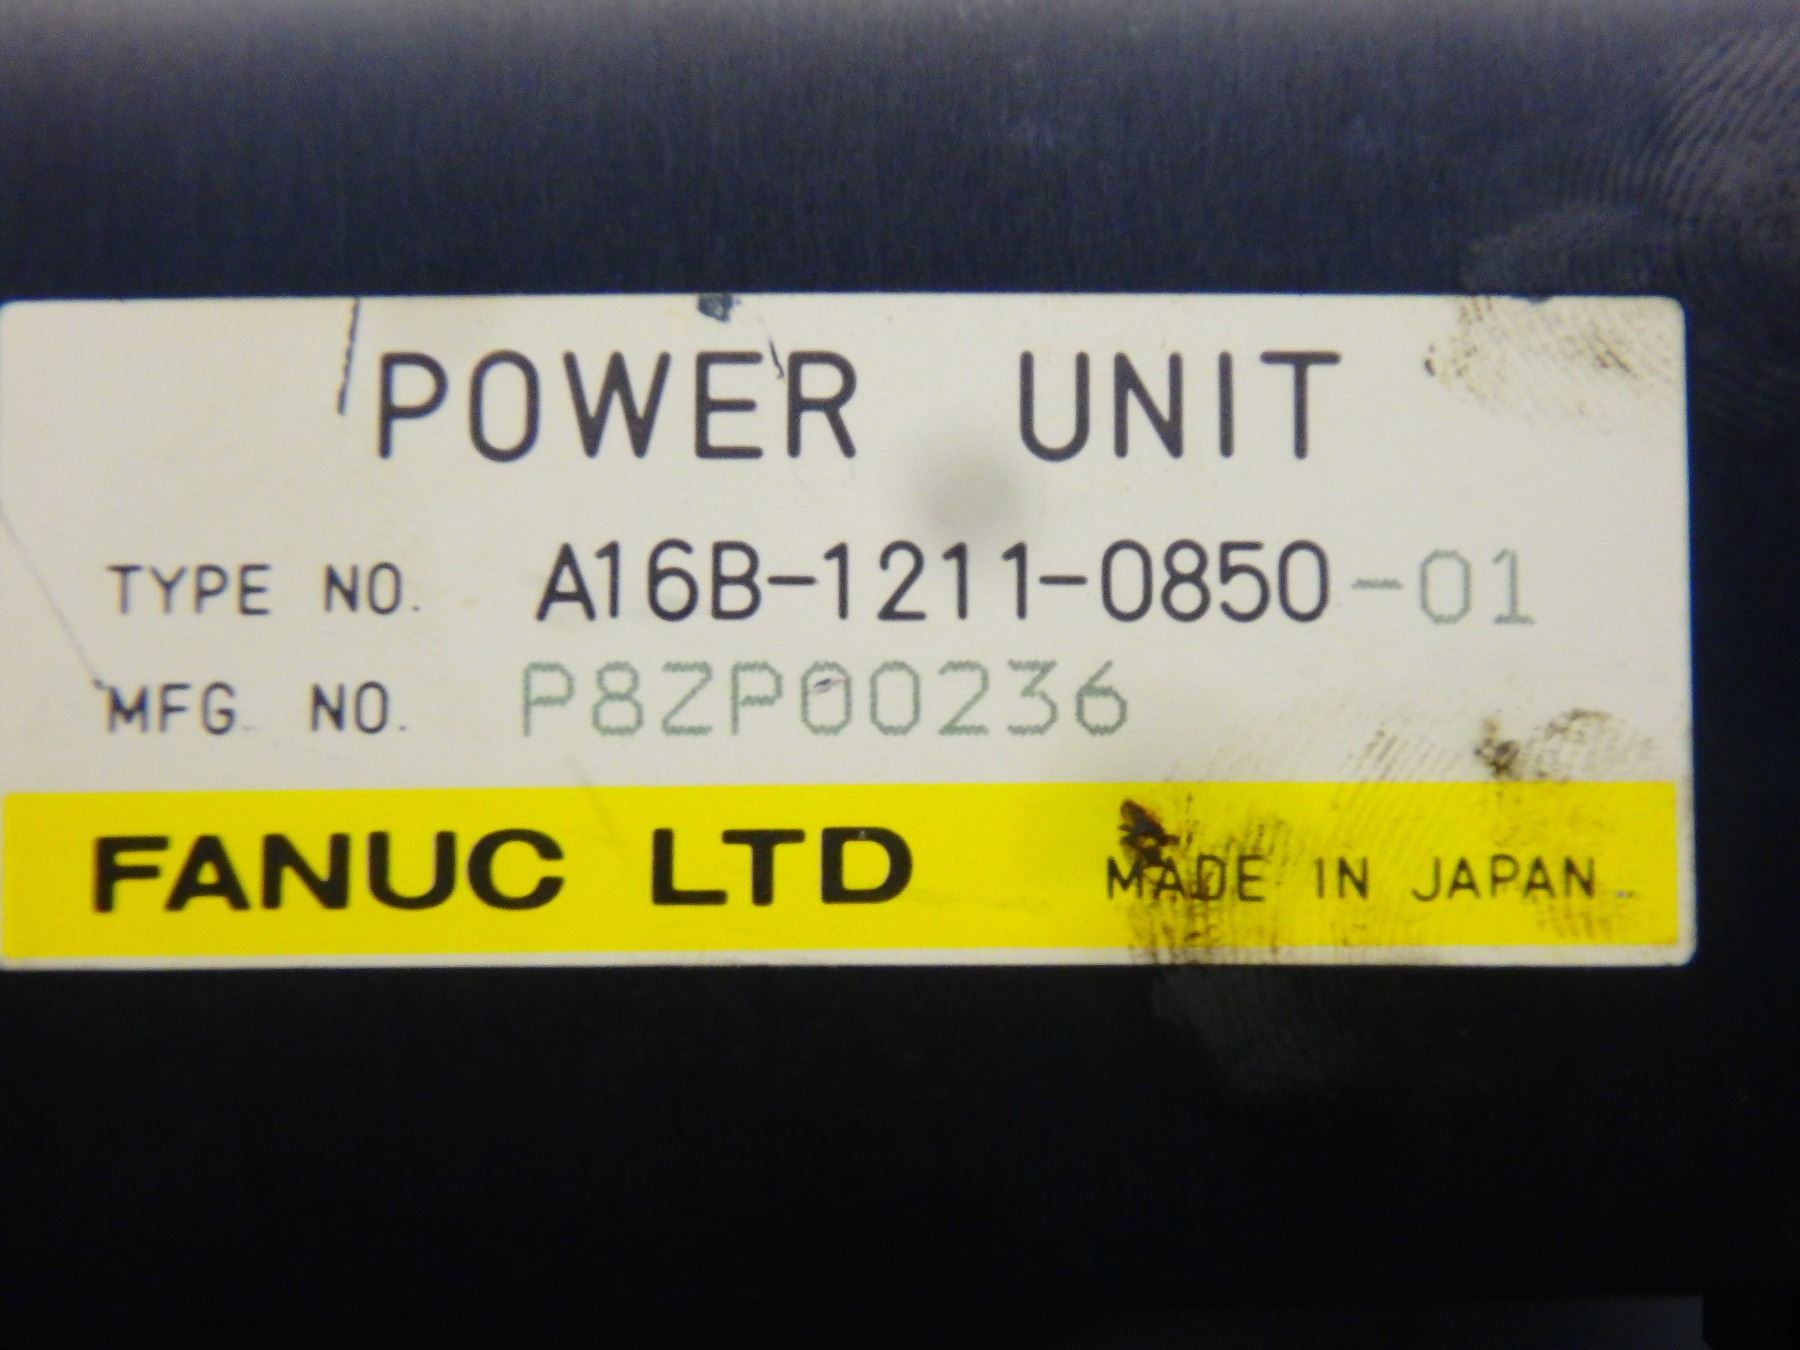 POWER UNIT
TYPE NO. A16B-1211-0850-01
MFG NO. P8ZP00236
FANUC LTD MADE IN JAPAN